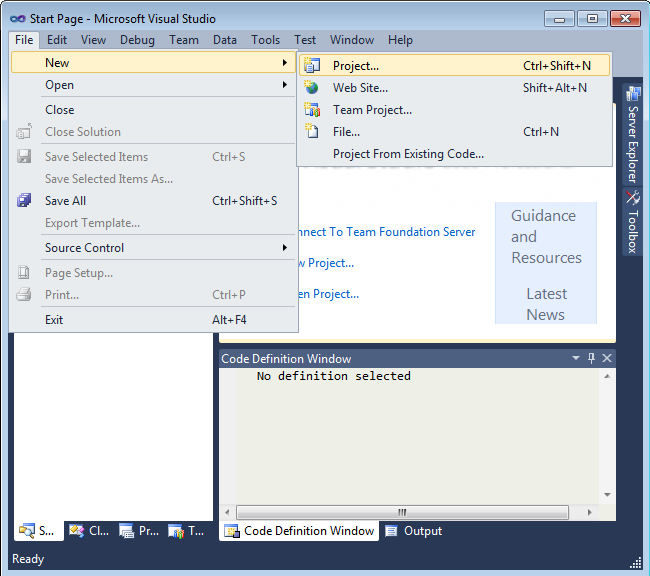 Start Page - Microsoft Visual Studio
File Edit View Debug Team Data Tools Test Window Help
New
Open
Close
Close Solution
Save Selected Items Ctrl+S
Save Selected Items As...
Save All Ctrl+Shift+S
Export Template...
Source Control
Page Setup...
Print... Ctrl+P
Exit Alt+F4
Project... Ctrl+Shift+N
Web Site... Shift+Alt+N
Team Project...
File... Ctrl+N
Project From Existing Code...
Server Explorer
Toolbox
nnect To Team Foundation Server
w Project...
en Project...
Guidance
and
Resources
Latest
News
Code Definition Window
No definition selected
S... Cl... Pr... T... Code Definition Window Output
Ready